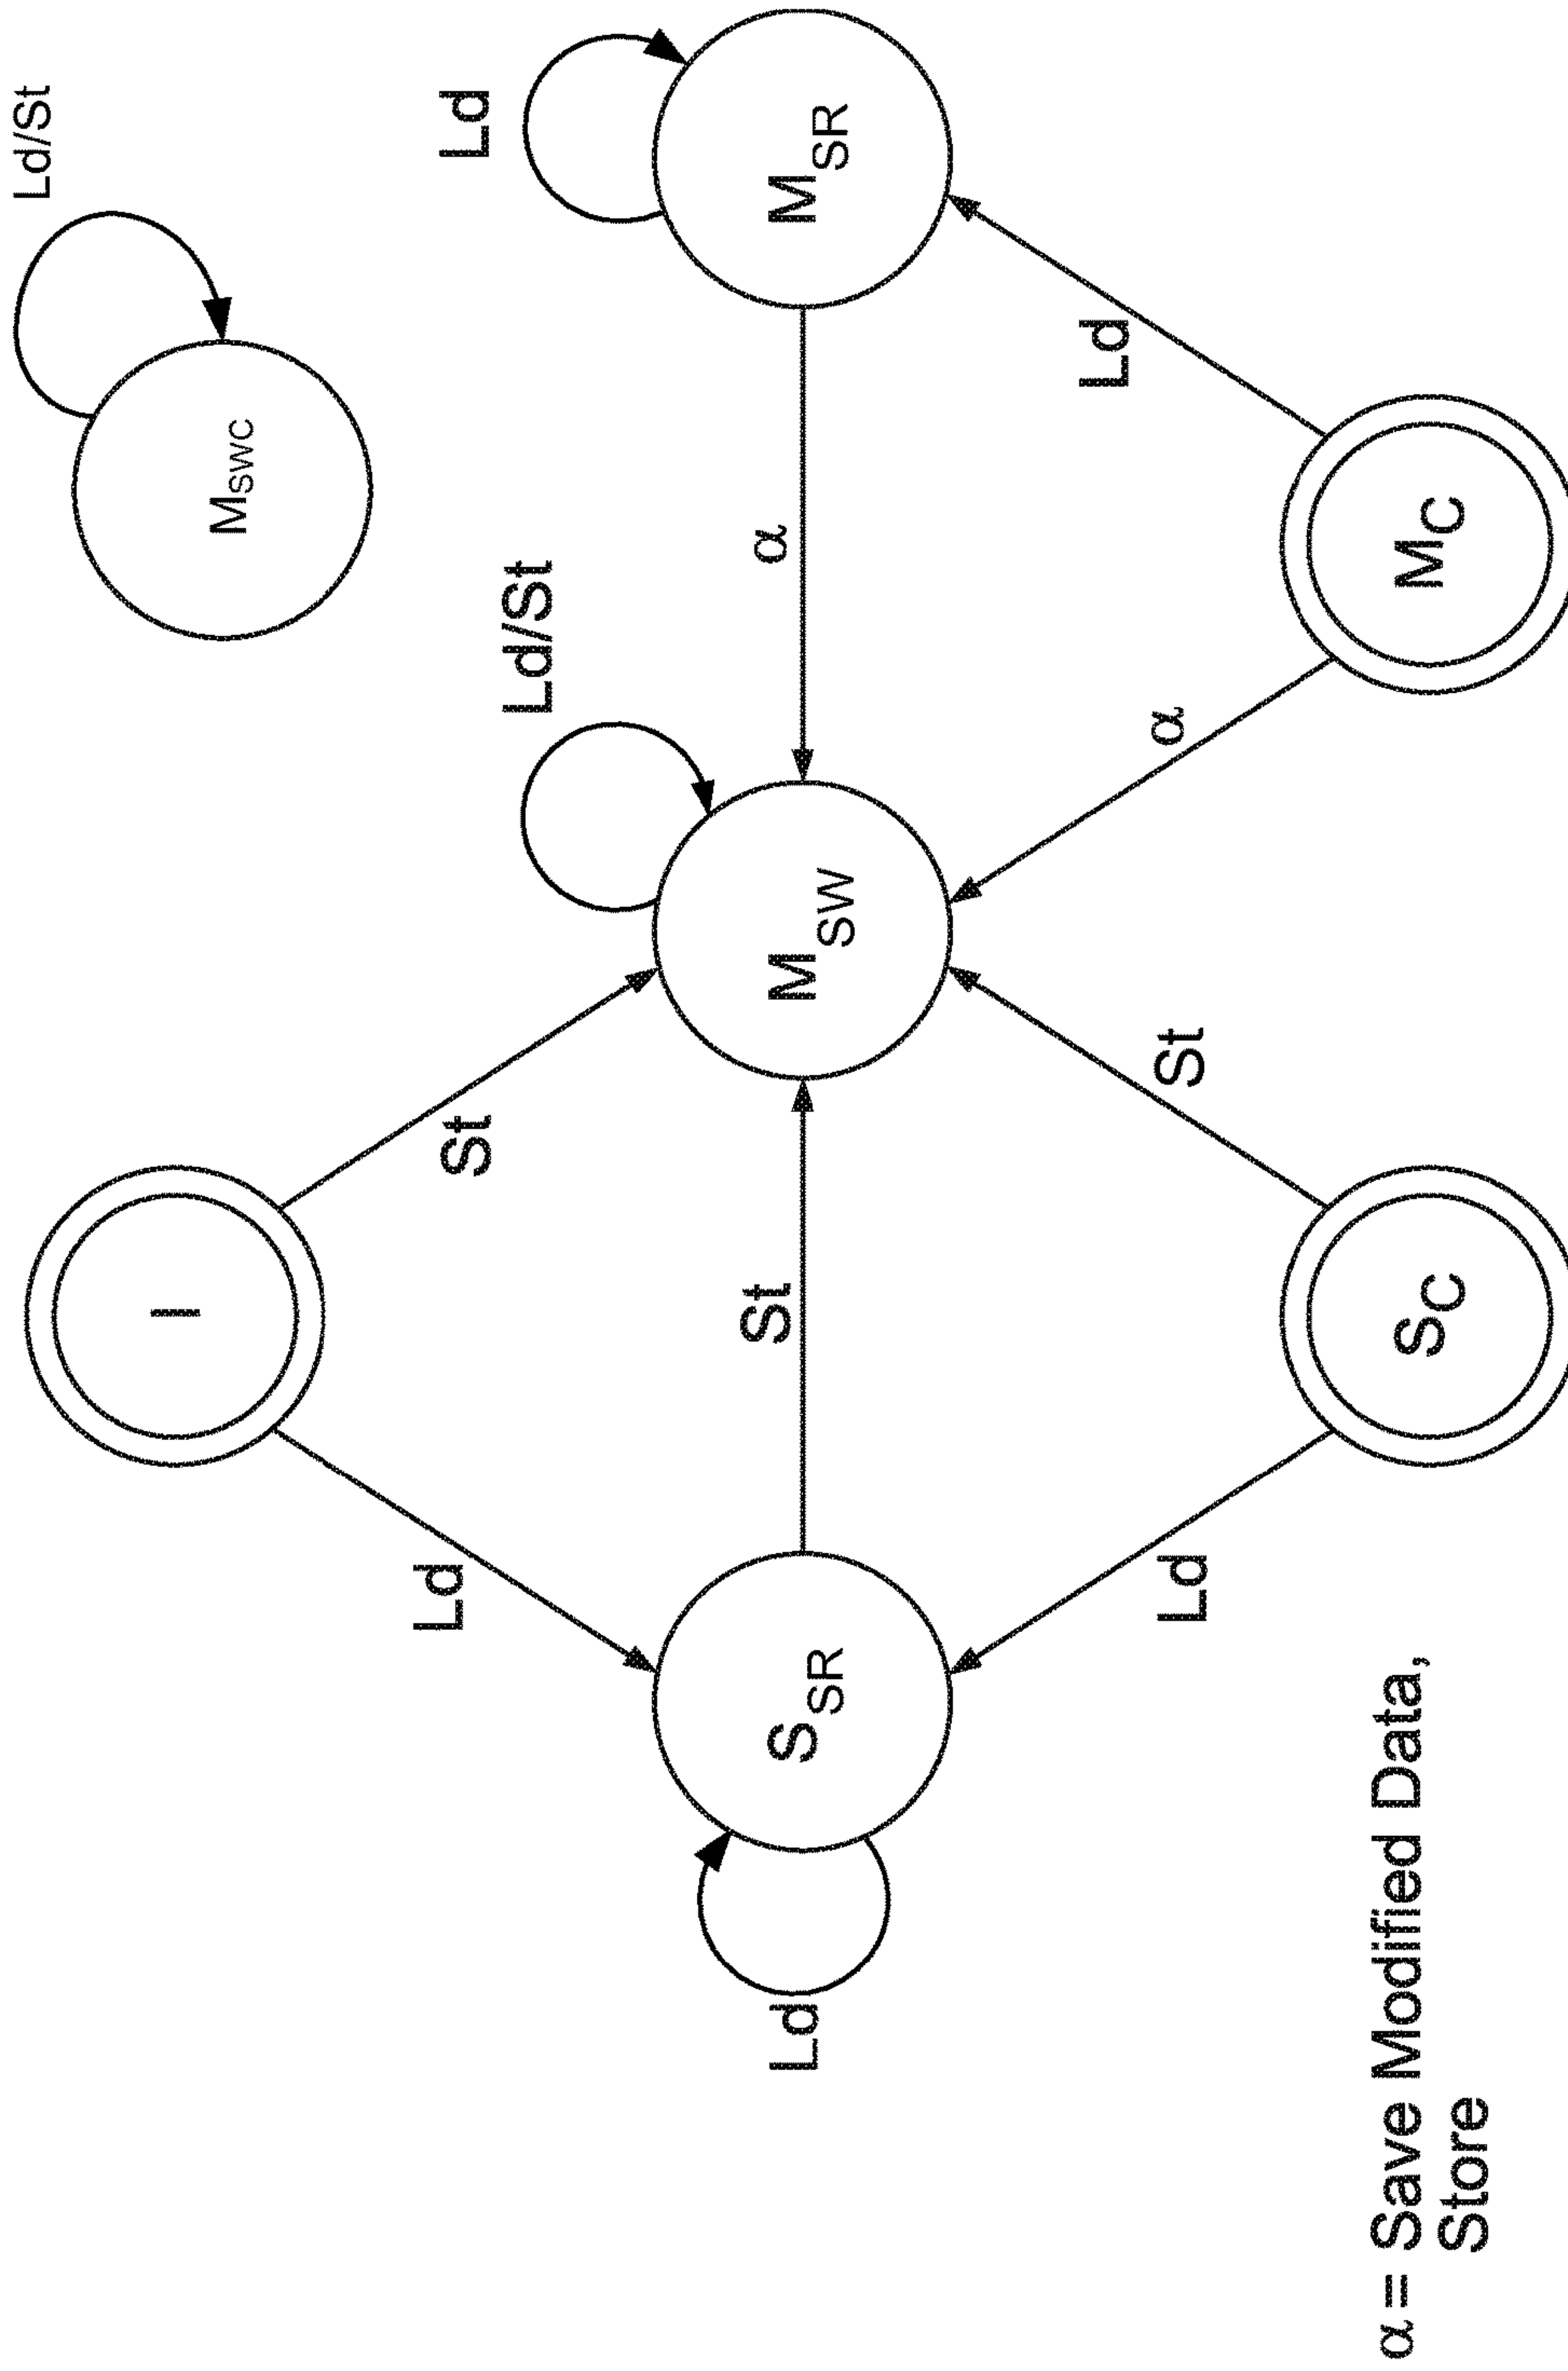 Ld/St
I
MSWC
Ld
St
Ld/St
Ld
Ld
SSR
St
MSW
α
MSR
Ld
St
α
Ld
SC
MC
α = Save Modified Data,
Store